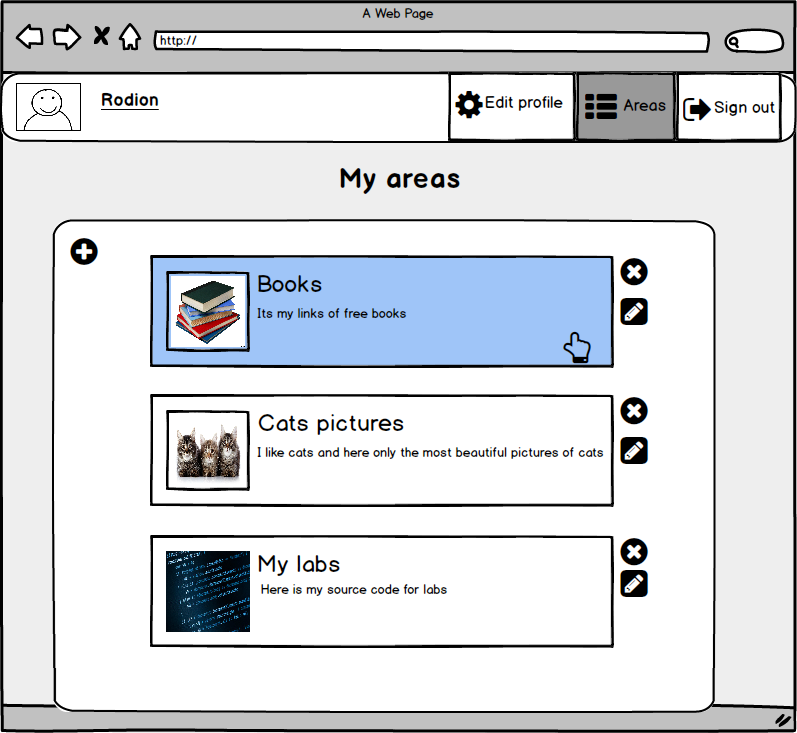 A Web Page
http://
Rodion
Edit profile
Areas
Sign out
My areas
Books
Its my links of free books
Cats pictures
I like cats and here only the most beautiful pictures of cats
My labs
Here is my source code for labs